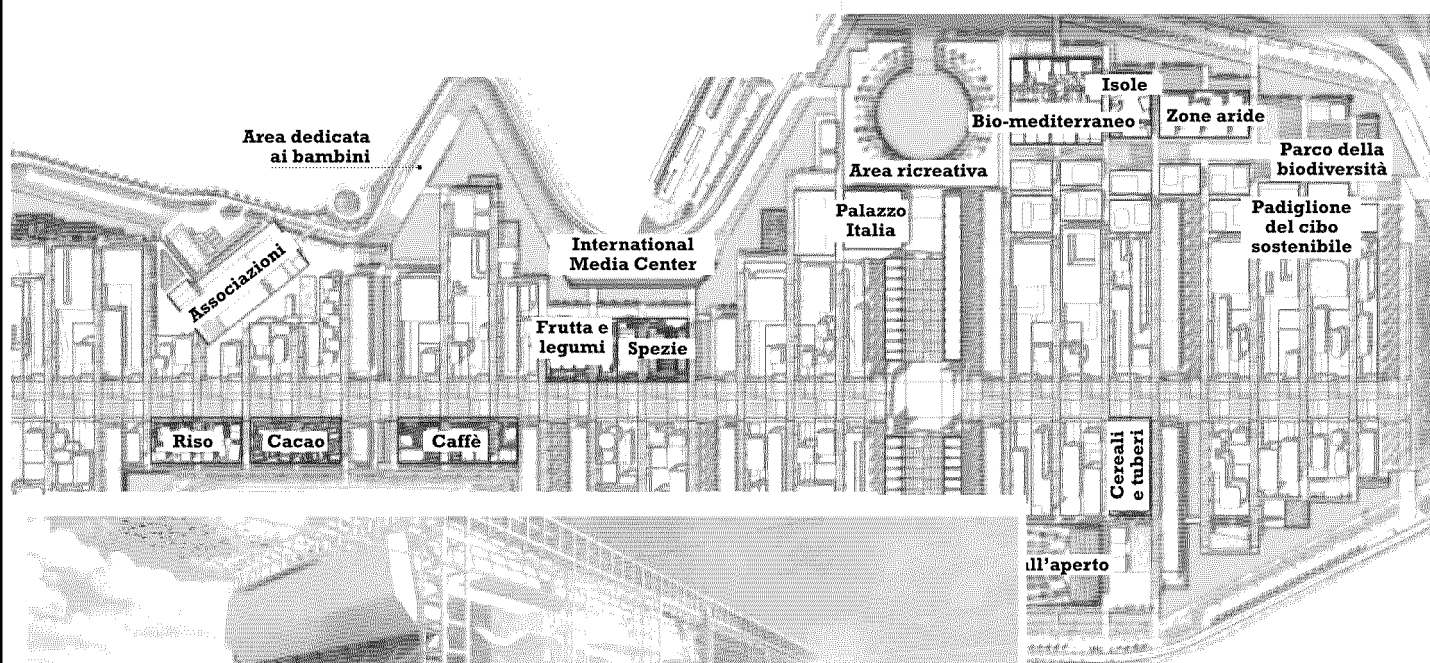 Area dedicata
ai bambini
Associazioni
International
Media Center
Frutta e
legumi
Spezie
Riso
Cacao
Caffè
Isole
Bio-mediterraneo
Zone aride
Area ricreativa
Parco della
biodiversità
Palazzo
Italia
Padiglione
del cibo
sostenibile
Cereali
e tuberi
all'aperto